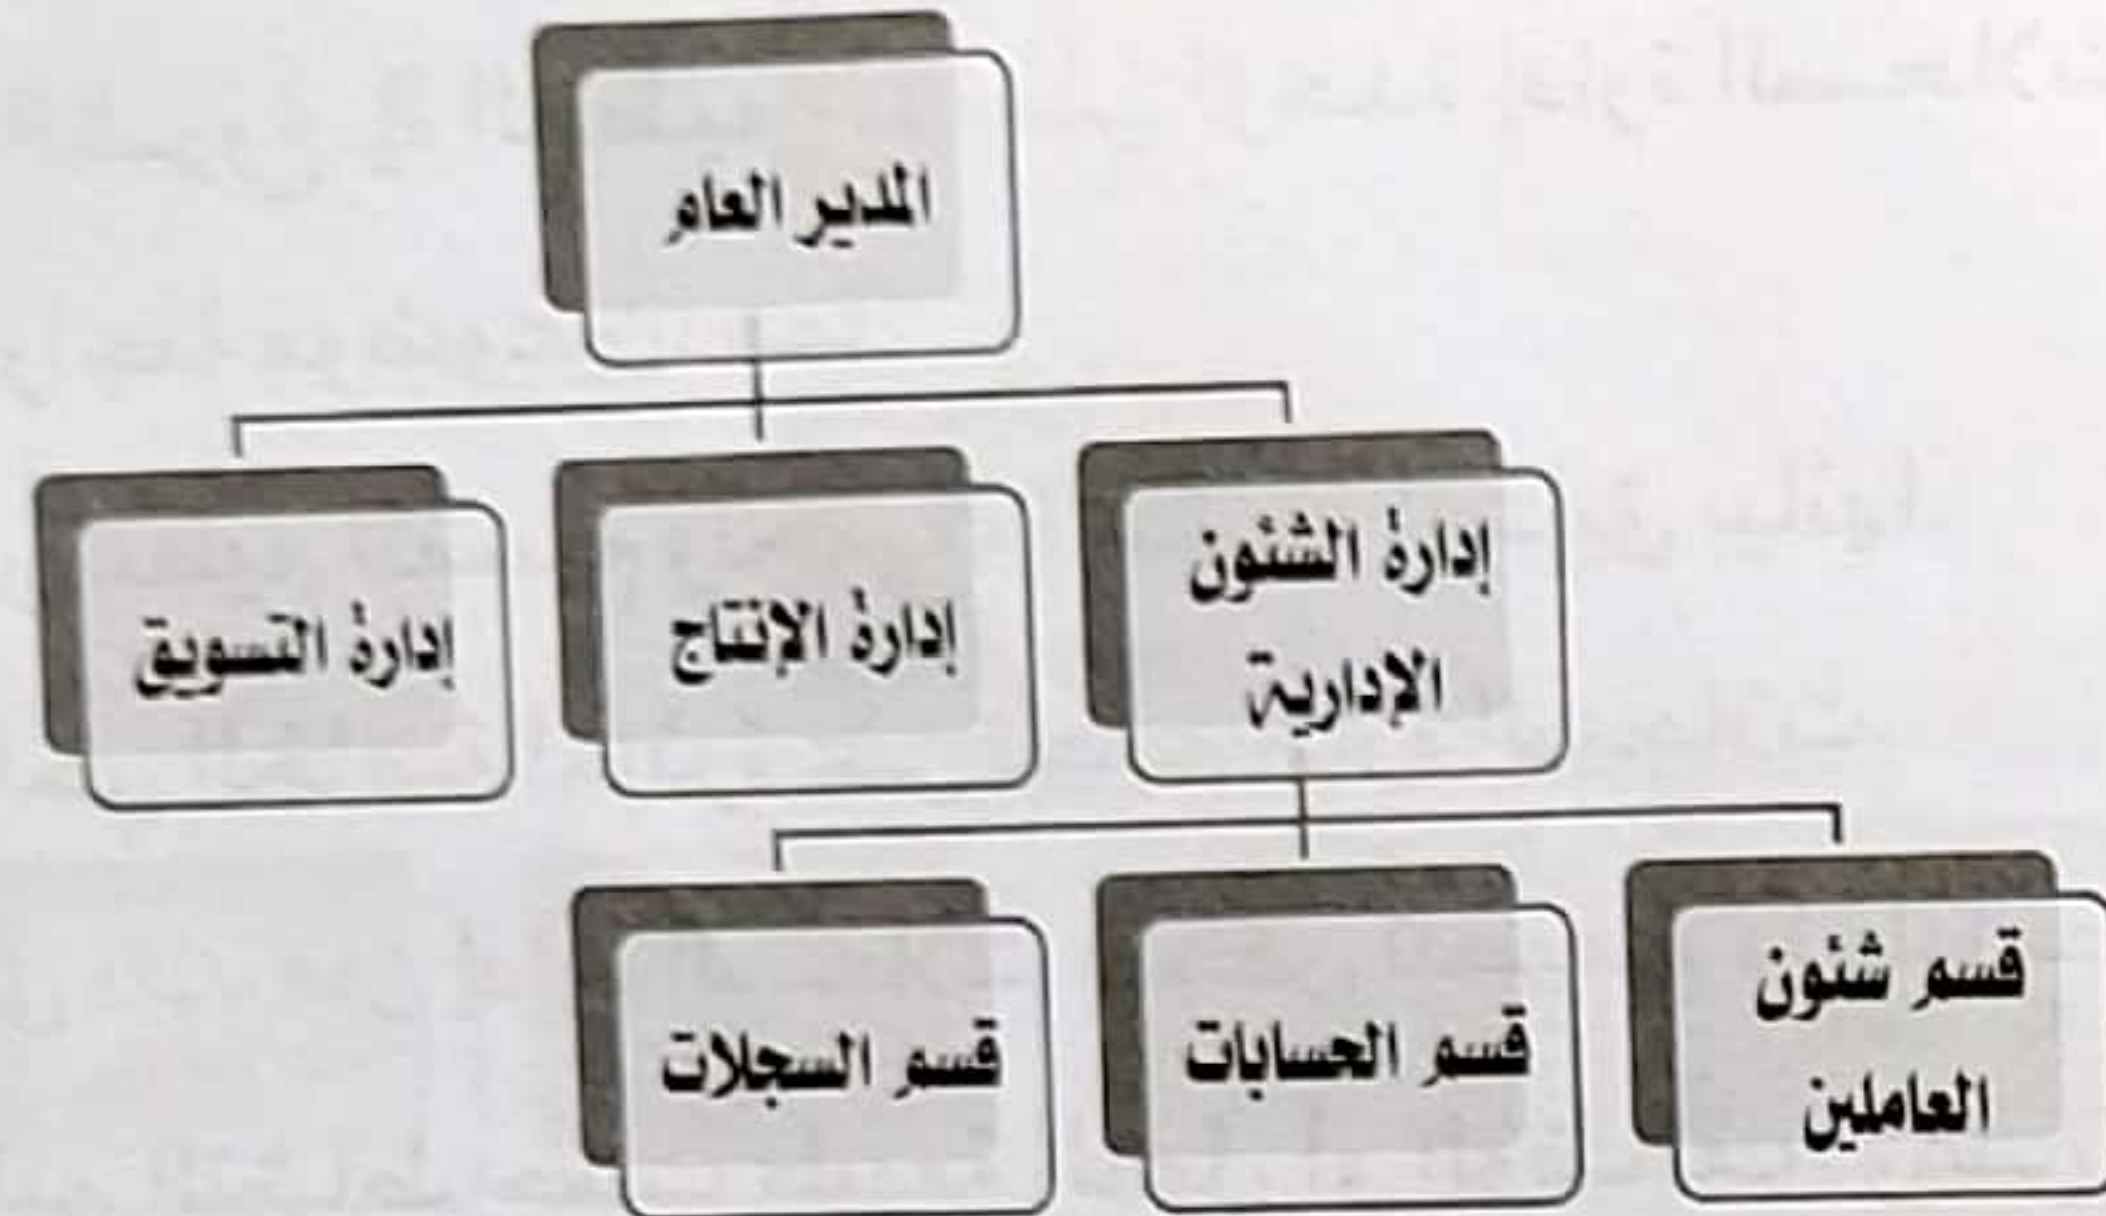 المدير العام
إدارة الشئون
الإدارية
إدارة الإنتاج
إدارة التسويق
قسم شئون
العاملين
قسم الحسابات
قسم السجلات